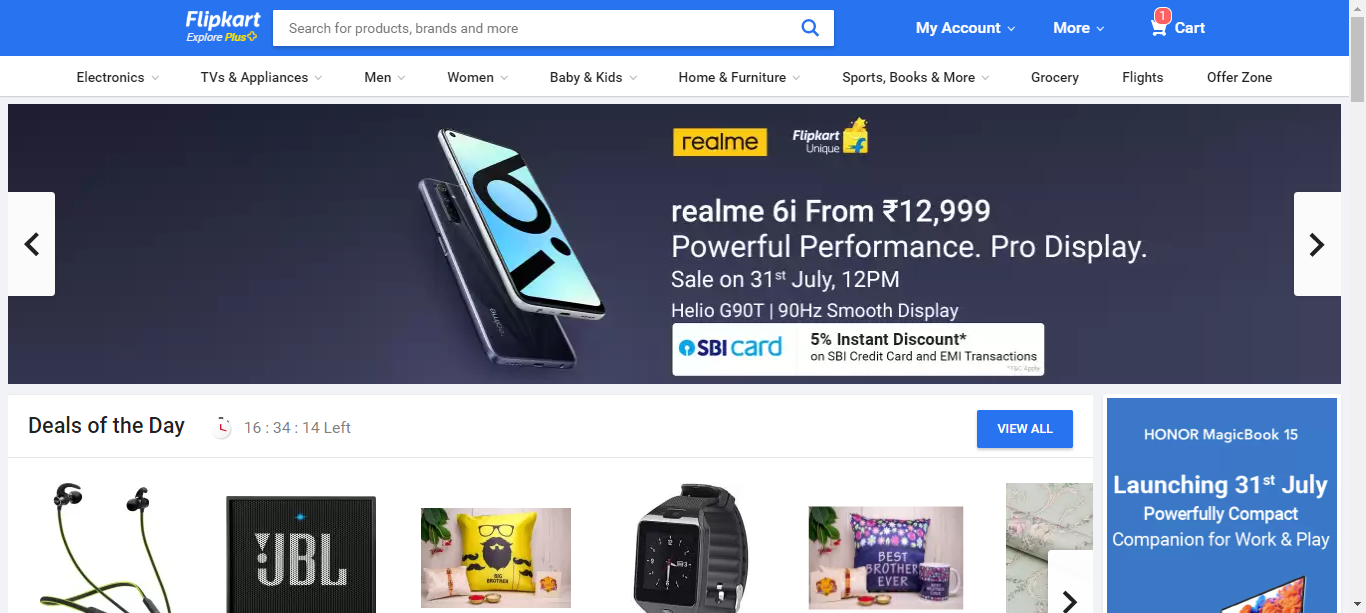 Flipkart
Explore Plus
Search for products, brands and more
My Account
More
1
Cart
Electronics
TVs & Appliances
Men
Women
Baby & Kids
Home & Furniture
Sports, Books & More
Grocery
Flights
Offer Zone
realme
Flipkart
Unique
realme 6i From ₹12,999
Powerful Performance. Pro Display.
Sale on 31st July, 12PM
Helio G90T | 90Hz Smooth Display
SBI card
5% Instant Discount*
on SBI Credit Card and EMI Transactions
*T&C Apply
6i
realme
Deals of the Day
16 : 34 : 14 Left
VIEW ALL
JBL
BIG
BROTHER
BEST
BROTHER
EVER
HONOR MagicBook 15
Launching 31st July
Powerfully Compact
Companion for Work & Play